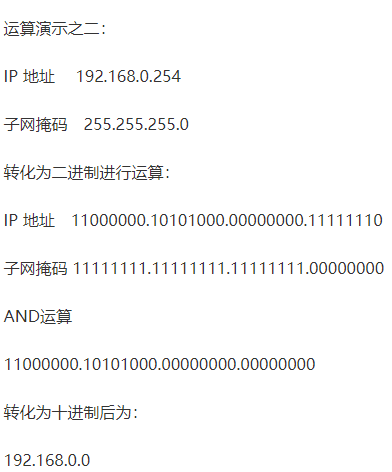 运算演示之二：
IP 地址    192.168.0.254
子网掩码   255.255.255.0
转化为二进制进行运算：
IP 地址   11000000.10101000.00000000.11111110
子网掩码 11111111.11111111.11111111.00000000
AND运算
11000000.10101000.00000000.00000000
转化为十进制后为：
192.168.0.0